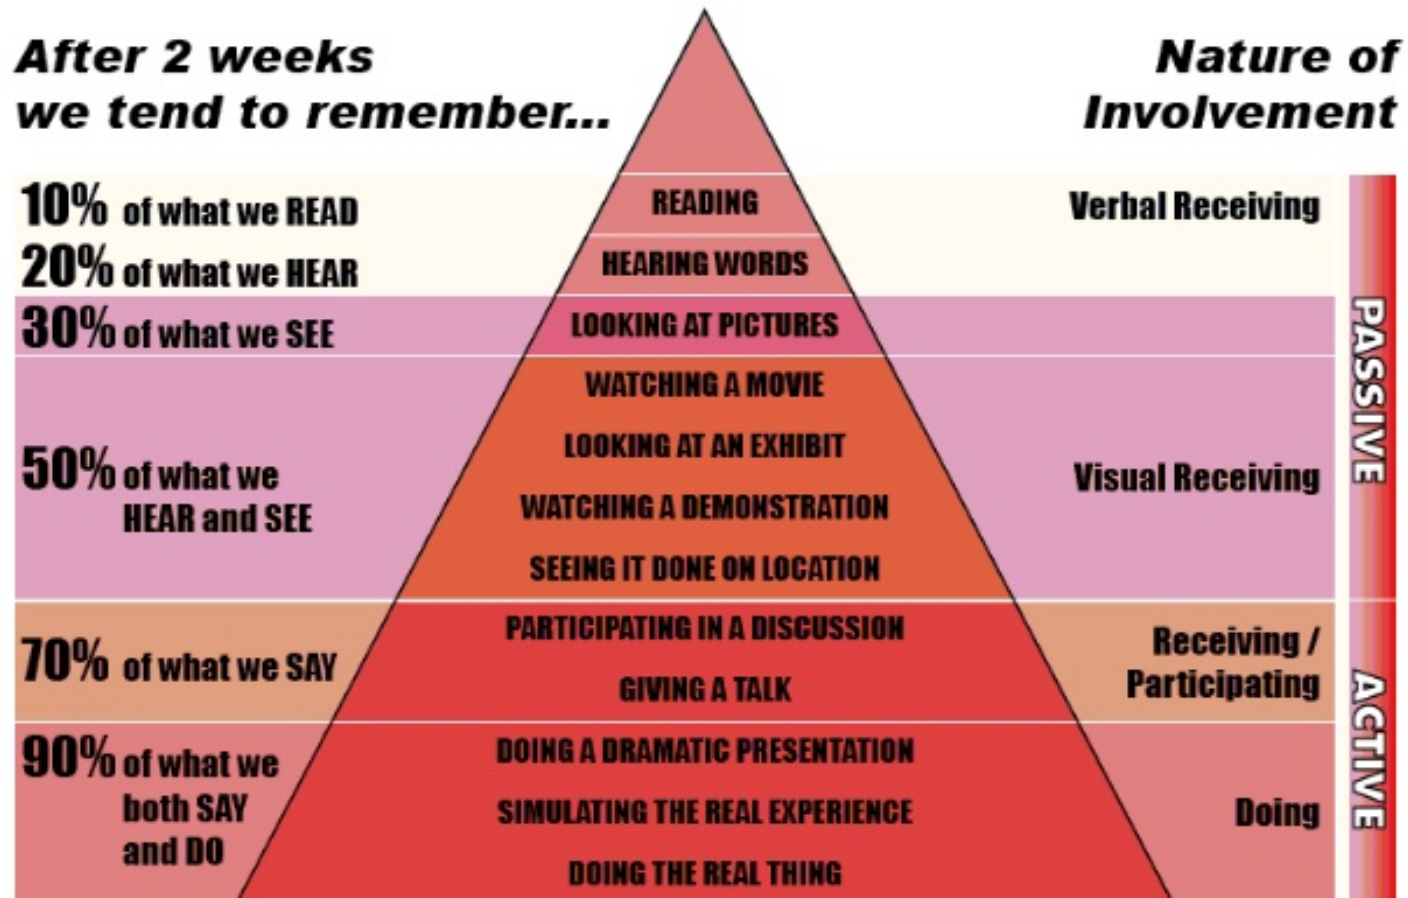 After 2 weeks
we tend to remember...
Nature of
Involvement
10% of what we READ
READING
Verbal Receiving
20% of what we HEAR
HEARING WORDS
30% of what we SEE
LOOKING AT PICTURES
PASSIVE
50% of what we
HEAR and SEE
WATCHING A MOVIE
LOOKING AT AN EXHIBIT
WATCHING A DEMONSTRATION
SEEING IT DONE ON LOCATION
Visual Receiving
70% of what we SAY
PARTICIPATING IN A DISCUSSION
GIVING A TALK
Receiving /
Participating
ACTIVE
90% of what we
both SAY
and DO
DOING A DRAMATIC PRESENTATION
SIMULATING THE REAL EXPERIENCE
DOING THE REAL THING
Doing